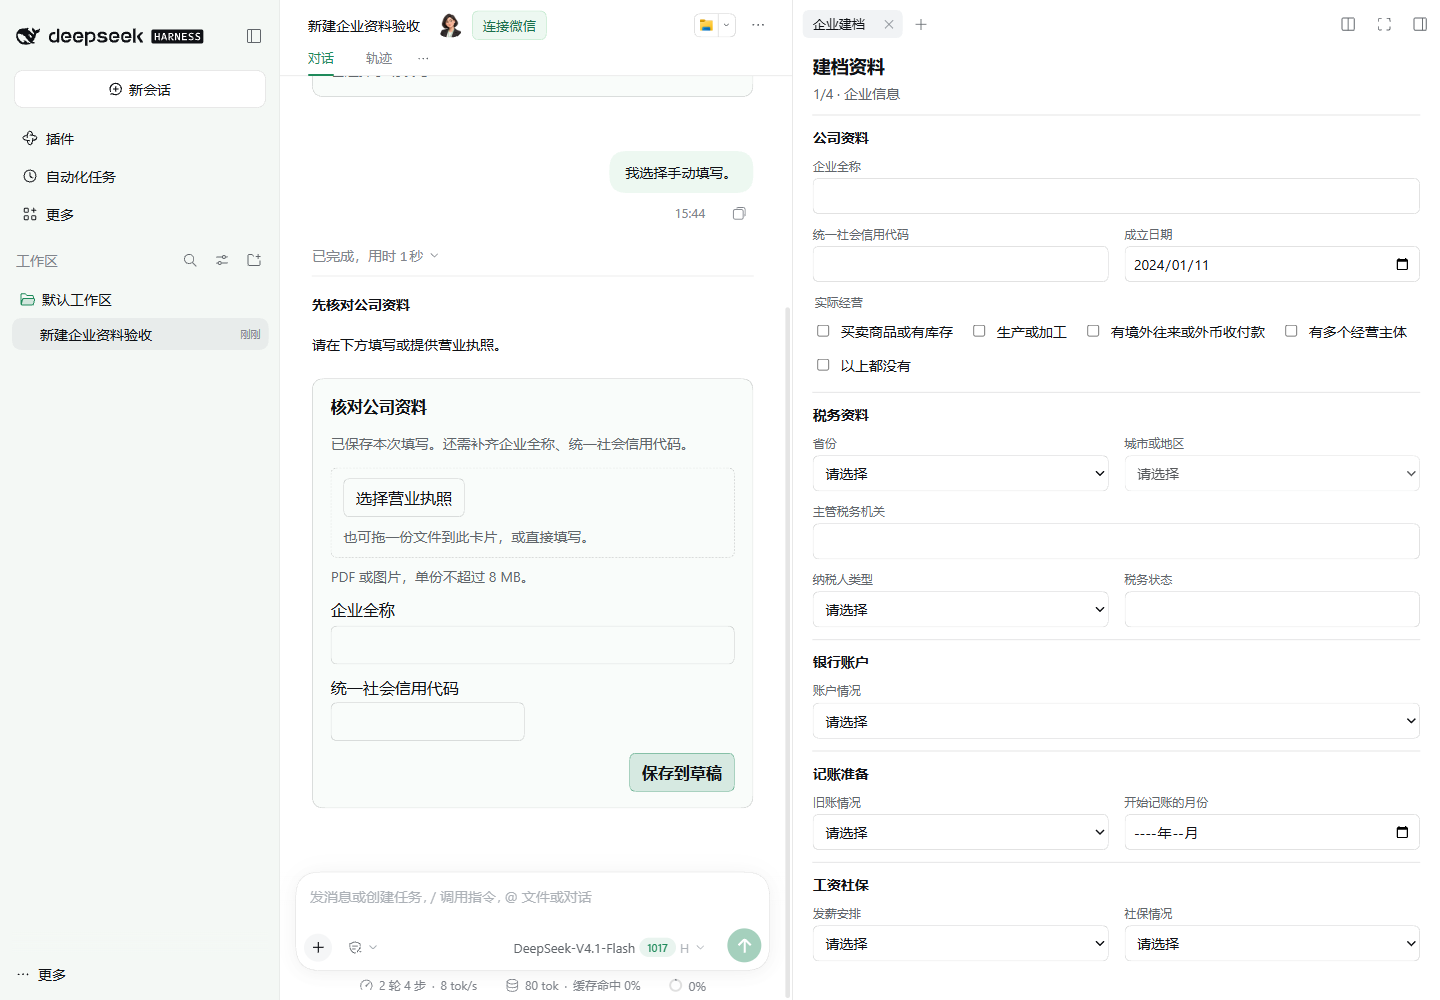 deepseek HARNESS
新会话
插件
自动化任务
更多
工作区
默认工作区
新建企业资料验收
刚刚
更多
新建企业资料验收
连接微信
对话
轨迹
我选择手动填写。
15:44
已完成，用时 1 秒
先核对公司资料
请在下方填写或提供营业执照。
核对公司资料
已保存本次填写。还需补齐企业全称、统一社会信用代码。
选择营业执照
也可拖一份文件到此卡片，或直接填写。
PDF 或图片，单份不超过 8 MB。
企业全称
统一社会信用代码
保存到草稿
发消息或创建任务, / 调用指令, @ 文件或对话
DeepSeek-V4.1-Flash 1017 H
2 轮 4 步 · 8 tok/s
80 tok · 缓存命中 0%
0%
企业建档
建档资料
1/4 · 企业信息
公司资料
企业全称
统一社会信用代码
成立日期
2024/01/11
实际经营
买卖商品或有库存
生产或加工
有境外往来或外币收付款
有多个经营主体
以上都没有
税务资料
省份
城市或地区
请选择
请选择
主管税务机关
纳税人类型
税务状态
请选择
银行账户
账户情况
请选择
记账准备
旧账情况
开始记账的月份
请选择
----年--月
工资社保
发薪安排
社保情况
请选择
请选择